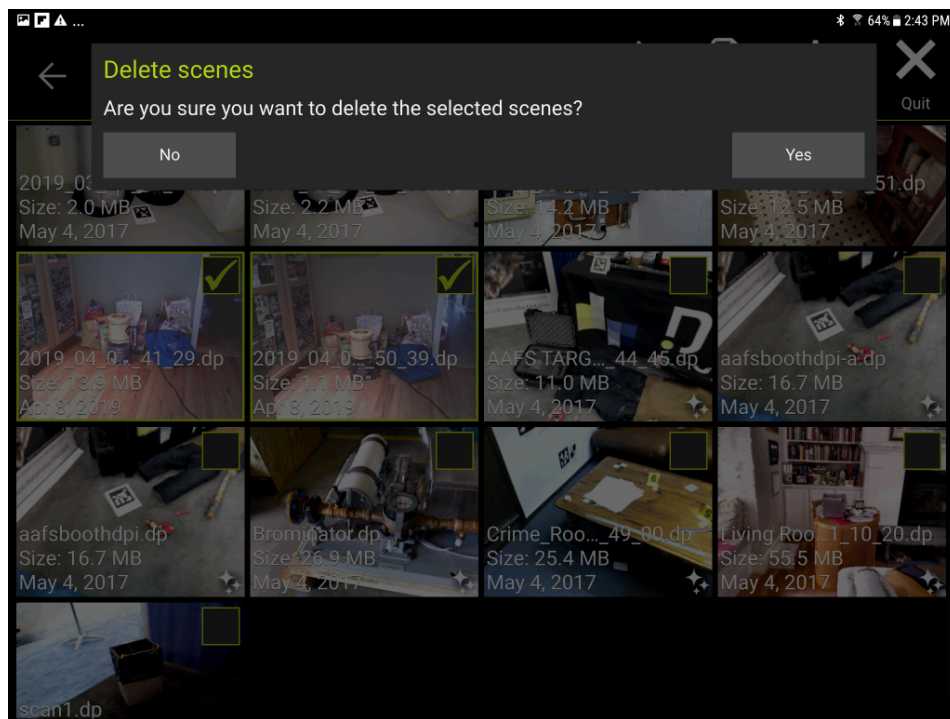 64% 2:43 PM
Delete scenes
Are you sure you want to delete the selected scenes?
No
Yes
Quit
2019_03
51.dp
Size: 2.0 MB
Size: 2.2 MB
Size: 14.2 MB
Size: 12.5 MB
May 4, 2017
May 4, 2017
May 4, 2017
May 4, 2017
2019_04_0..._41_29.dp
2019_04_0..._50_39.dp
AAFS TARG..._44_45.dp
aafsboothdpi-a.dp
Size: 13.9 MB
Size: 1.1 MB
Size: 11.0 MB
Size: 16.7 MB
Apr 8, 2019
Apr 8, 2019
May 4, 2017
May 4, 2017
aafsboothdpi.dp
Brominator.dp
Crime_Roo..._49_00.dp
Living Roo...1_10_20.dp
Size: 16.7 MB
Size: 26.9 MB
Size: 25.4 MB
Size: 55.5 MB
May 4, 2017
May 4, 2017
May 4, 2017
May 4, 2017
scan1.dp